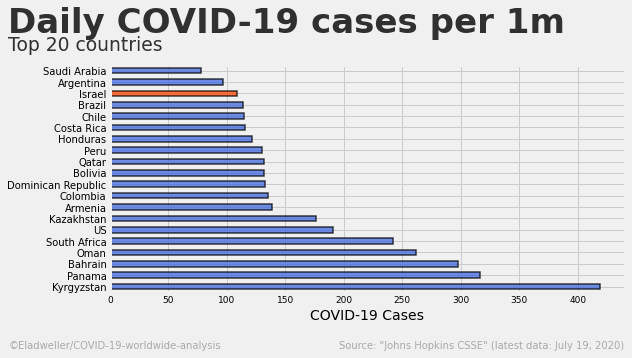 Daily COVID-19 cases per 1m
Top 20 countries
Saudi Arabia
Argentina
Israel
Brazil
Chile
Costa Rica
Honduras
Peru
Qatar
Bolivia
Dominican Republic
Colombia
Armenia
Kazakhstan
US
South Africa
Oman
Bahrain
Panama
Kyrgyzstan
0 50 100 150 200 250 300 350 400
COVID-19 Cases
©Eladweller/COVID-19-worldwide-analysis
Source: "Johns Hopkins CSSE" (latest data: July 19, 2020)